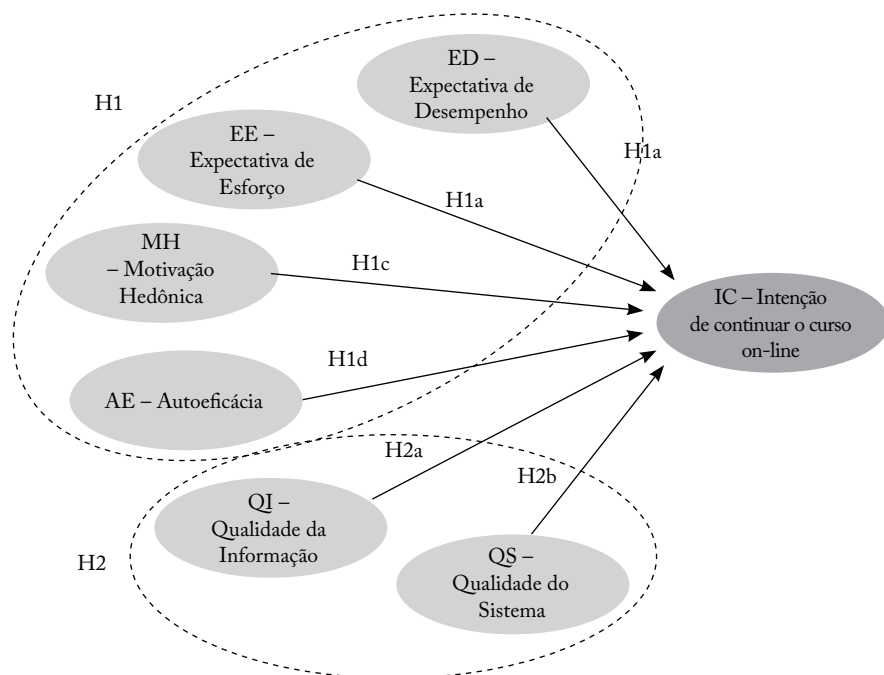 ED –
Expectativa de
Desempenho
H1
EE –
Expectativa de
Esforço
H1a
H1a
MH
– Motivação
Hedônica
H1c
IC – Intenção
de continuar o curso
on-line
H1d
AE – Autoeficácia
H2a
H2b
QI –
Qualidade da
Informação
H2
QS –
Qualidade do
Sistema